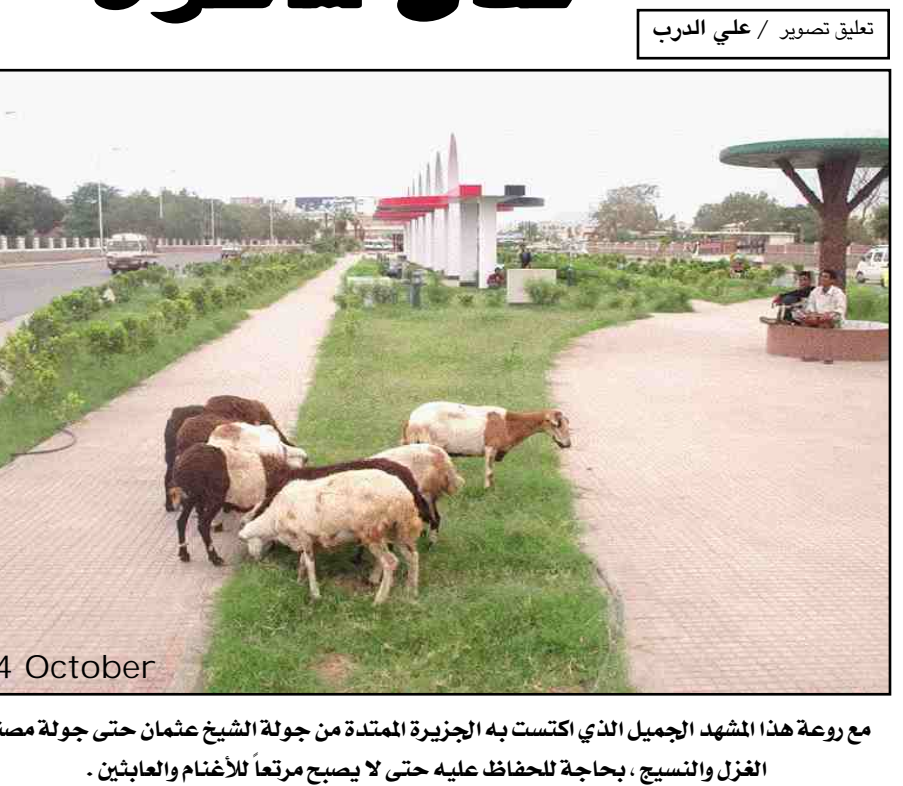 تعليق تصوير / علي الدرب
4 October
مع روعة هذا المشهد الجميل الذي اكتست به الجزيرة الممتدة من جولة الشيخ عثمان حتى جولة
الغزل والنسيج ، بحاجة للحفاظ عليه حتى لا يصبح مرتعاً للأغنام والعابثين .